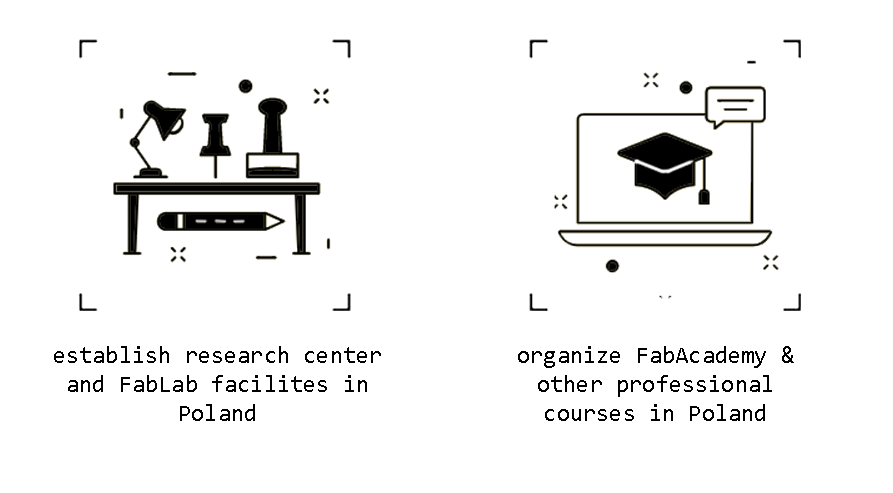 establish research center
and FabLab facilites in
Poland
organize FabAcademy &
other professional
courses in Poland